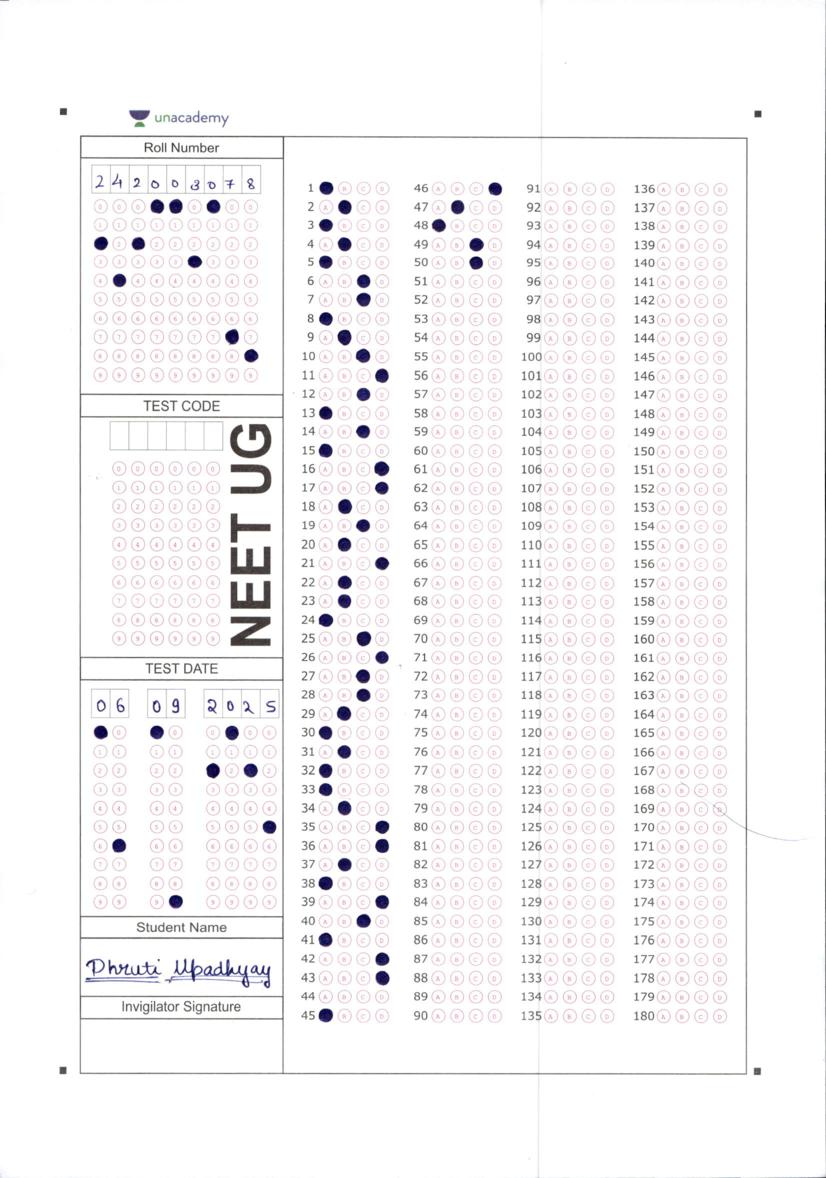 unacademy
Roll Number
2 4 2 0 0 3 0 7 8
TEST CODE
NEET UG
TEST DATE
0 6 0 9 2 0 2 5
Student Name
Dhruti Upadhyay
Invigilator Signature
1 B C D 46 A B C 91 A B C D 136 A B C D
2 A C D 47 A C D 92 A B C D 137 A B C D
3 B C D 48 B C D 93 A B C D 138 A B C D
4 A C D 49 A B D 94 A B C D 139 A B C D
5 B C D 50 A B D 95 A B C D 140 A B C D
6 A B D 51 A B C D 96 A B C D 141 A B C D
7 A B D 52 A B C D 97 A B C D 142 A B C D
8 B C D 53 A B C D 98 A B C D 143 A B C D
9 A C D 54 A B C D 99 A B C D 144 A B C D
10 A B D 55 A B C D 100 A B C D 145 A B C D
11 A B C 56 A B C D 101 A B C D 146 A B C D
12 A B D 57 A B C D 102 A B C D 147 A B C D
13 B C D 58 A B C D 103 A B C D 148 A B C D
14 A B D 59 A B C D 104 A B C D 149 A B C D
15 B C D 60 A B C D 105 A B C D 150 A B C D
16 A B C 61 A B C D 106 A B C D 151 A B C D
17 A B C 62 A B C D 107 A B C D 152 A B C D
18 A C D 63 A B C D 108 A B C D 153 A B C D
19 A B D 64 A B C D 109 A B C D 154 A B C D
20 A C D 65 A B C D 110 A B C D 155 A B C D
21 A B C 66 A B C D 111 A B C D 156 A B C D
22 A C D 67 A B C D 112 A B C D 157 A B C D
23 A C D 68 A B C D 113 A B C D 158 A B C D
24 B C D 69 A B C D 114 A B C D 159 A B C D
25 A B D 70 A B C D 115 A B C D 160 A B C D
26 A B C 71 A B C D 116 A B C D 161 A B C D
27 A B D 72 A B C D 117 A B C D 162 A B C D
28 A B D 73 A B C D 118 A B C D 163 A B C D
29 A C D 74 A B C D 119 A B C D 164 A B C D
30 B C D 75 A B C D 120 A B C D 165 A B C D
31 A C D 76 A B C D 121 A B C D 166 A B C D
32 B C D 77 A B C D 122 A B C D 167 A B C D
33 B C D 78 A B C D 123 A B C D 168 A B C D
34 A C D 79 A B C D 124 A B C D 169 A B C D
35 A B C 80 A B C D 125 A B C D 170 A B C D
36 A B C 81 A B C D 126 A B C D 171 A B C D
37 A C D 82 A B C D 127 A B C D 172 A B C D
38 B C D 83 A B C D 128 A B C D 173 A B C D
39 A B C 84 A B C D 129 A B C D 174 A B C D
40 A B D 85 A B C D 130 A B C D 175 A B C D
41 B C D 86 A B C D 131 A B C D 176 A B C D
42 A B C 87 A B C D 132 A B C D 177 A B C D
43 A B C 88 A B C D 133 A B C D 178 A B C D
44 A B C D 89 A B C D 134 A B C D 179 A B C D
45 B C D 90 A B C D 135 A B C D 180 A B C D